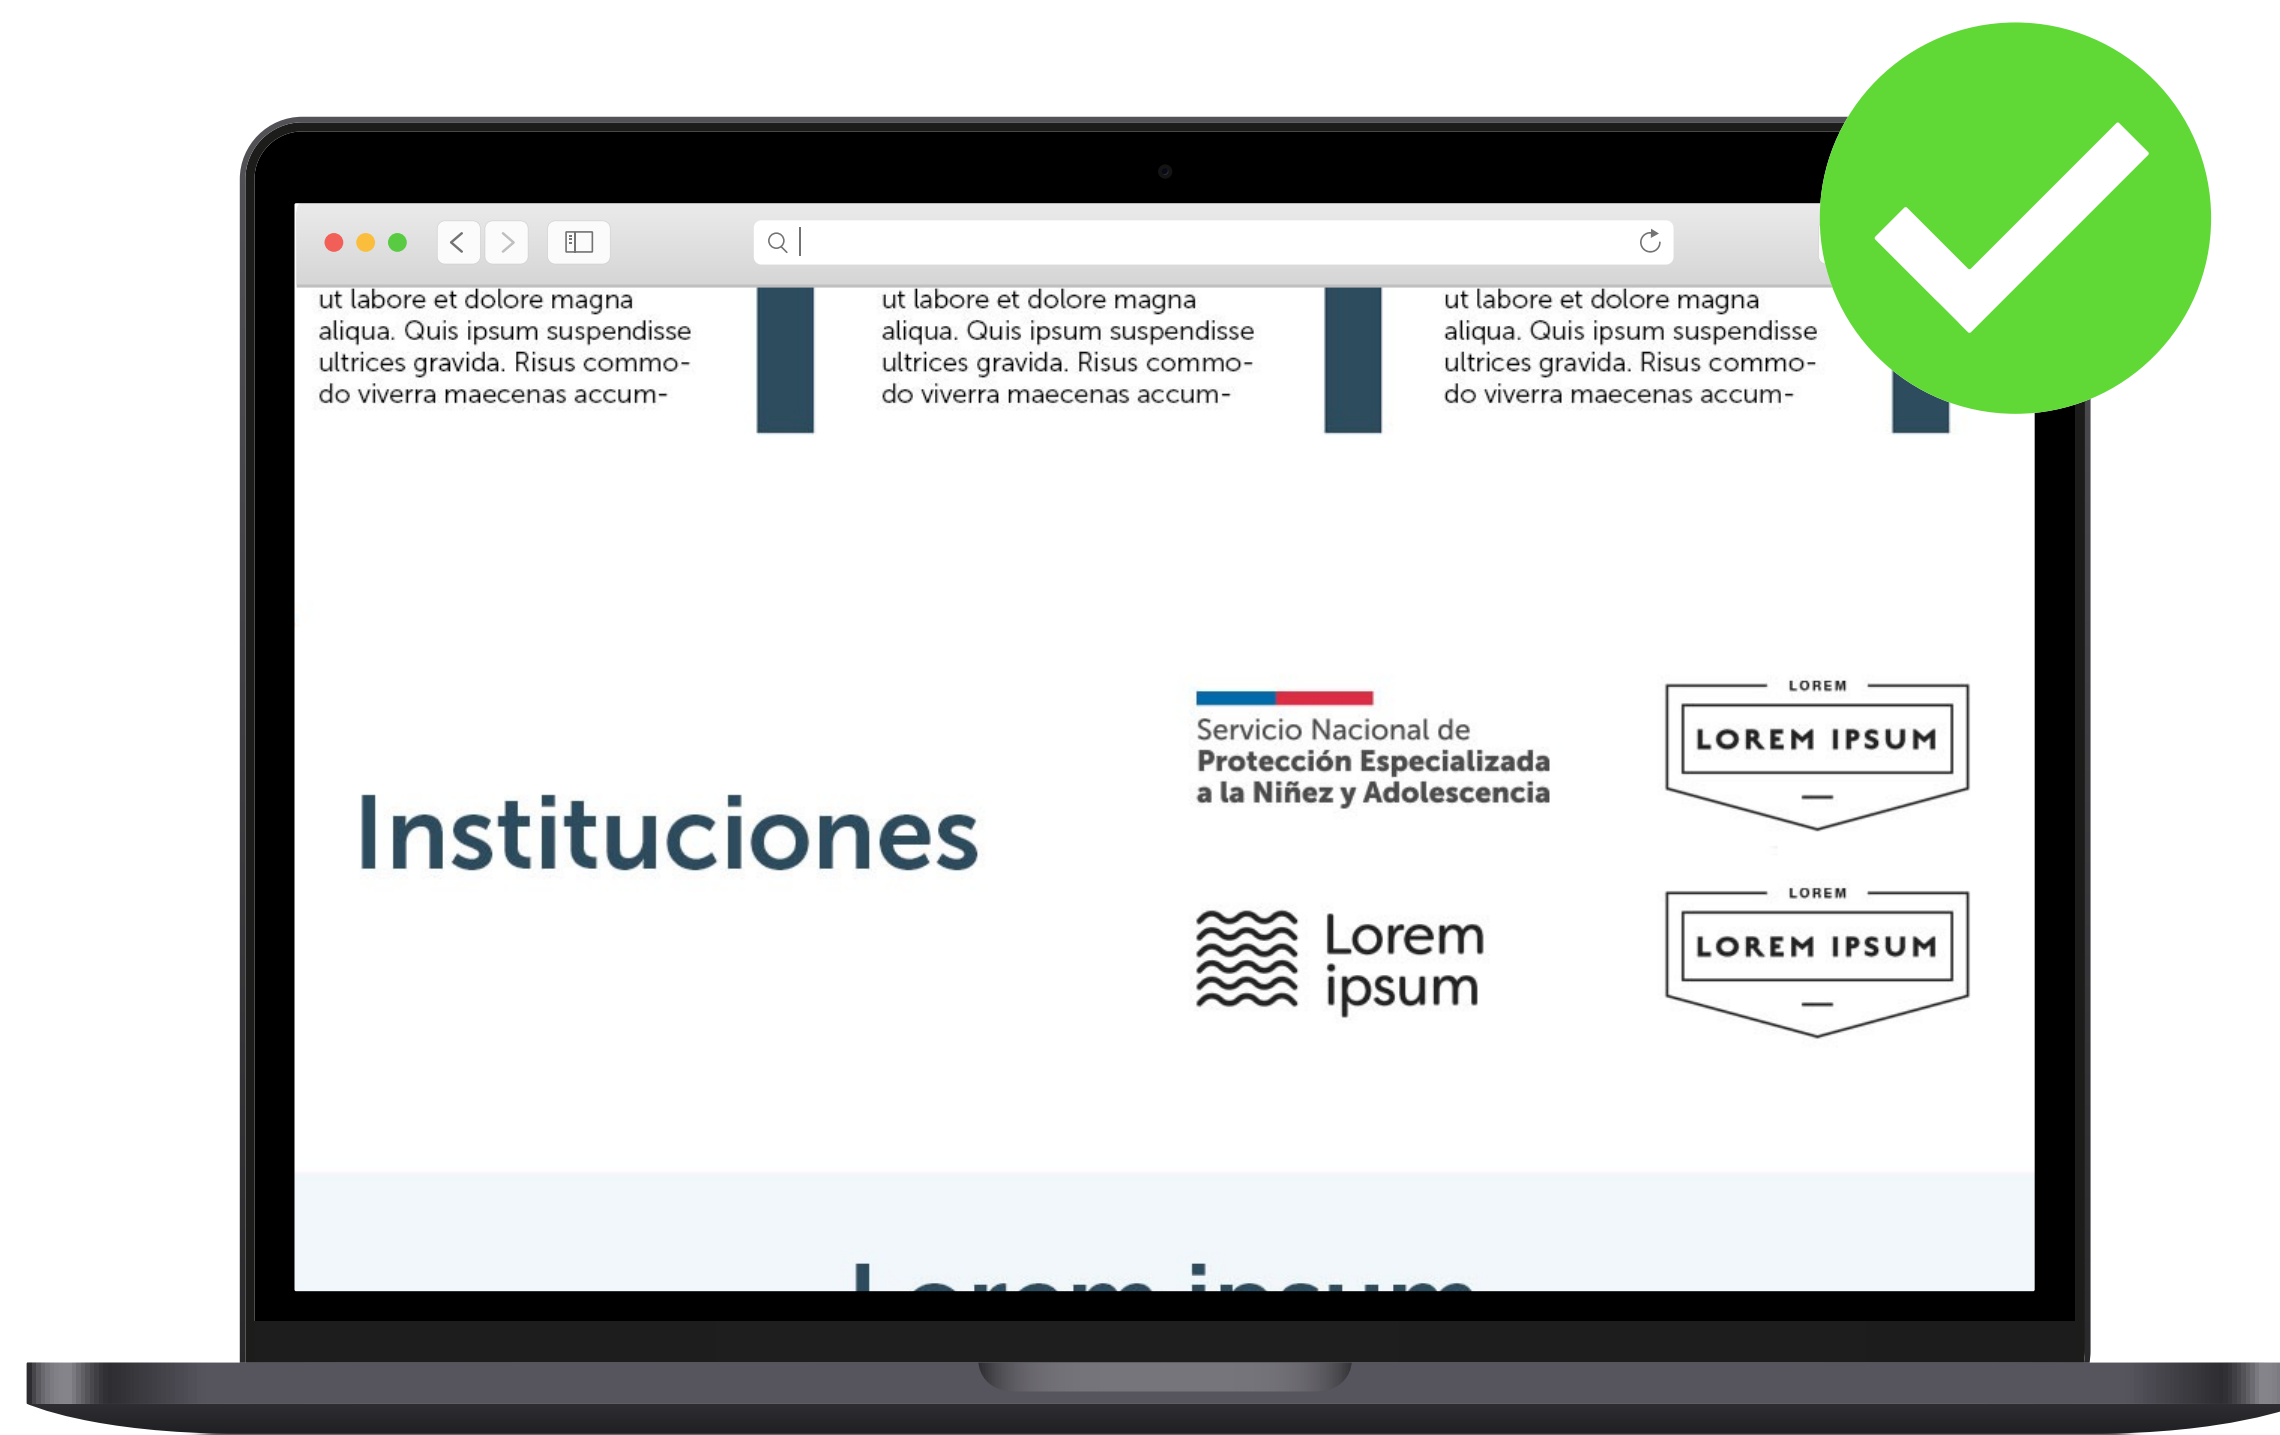 ut labore et dolore magna
aliqua. Quis ipsum suspendisse
ultrices gravida. Risus commo-
do viverra maecenas accum-
ut labore et dolore magna
aliqua. Quis ipsum suspendisse
ultrices gravida. Risus commo-
do viverra maecenas accum-
ut labore et dolore magna
aliqua. Quis ipsum suspendisse
ultrices gravida. Risus commo-
do viverra maecenas accum-
Instituciones
Servicio Nacional de
Protección Especializada
a la Niñez y Adolescencia
LOREM
LOREM IPSUM
Lorem
ipsum
LOREM
LOREM IPSUM
Lorem ipsum